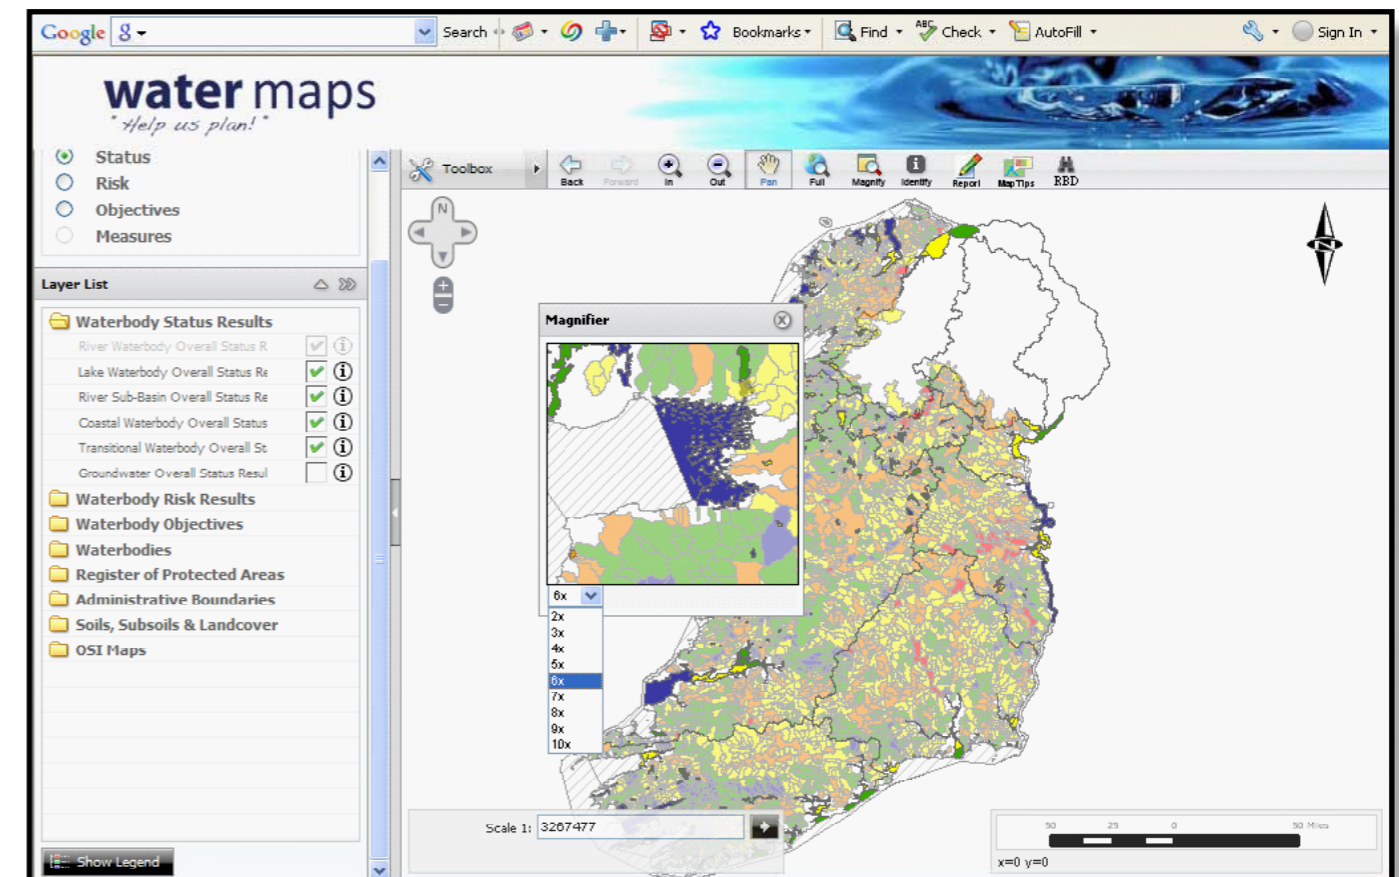 Google g Search Bookmarks Find ABC Check AutoFill Sign In
water maps
"Help us plan!"
Status
Risk
Objectives
Measures
Layer List
Waterbody Status Results
River Waterbody Overall Status R
Lake Waterbody Overall Status Re
River Sub-Basin Overall Status Re
Coastal Waterbody Overall Status
Transitional Waterbody Overall St
Groundwater Overall Status Resul
Waterbody Risk Results
Waterbody Objectives
Waterbodies
Register of Protected Areas
Administrative Boundaries
Soils, Subsoils & Landcover
OSI Maps
Show Legend
Toolbox Back Forward In Out Pan Full Magnify Identify Report Map Tips RBD
N
N
Magnifier
6x
2x
3x
4x
5x
6x
7x
8x
9x
10x
Scale 1: 3267477
50 25 0 50 Miles
x=0 y=0